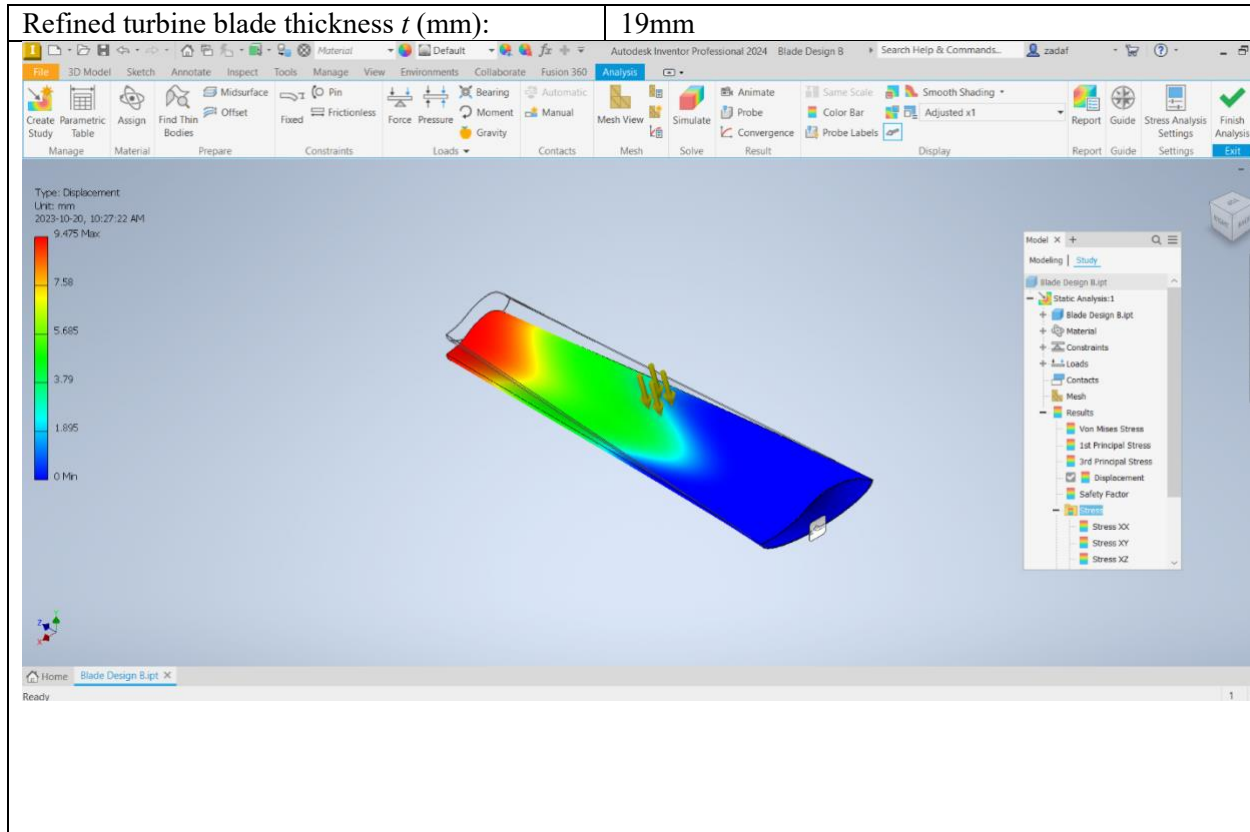 Refined turbine blade thickness t (mm): 19mm
Material Default fx Autodesk Inventor Professional 2024 Blade Design B Search Help & Commands... zadaf
File 3D Model Sketch Annotate Inspect Tools Manage View Environments Collaborate Fusion 360 Analysis
Midsurface Pin Bearing Automatic Animate Same Scale Smooth Shading
Create Study Parametric Table Assign Find Thin Bodies Offset Fixed Frictionless Force Pressure Moment Manual Mesh View Simulate Probe Color Bar Adjusted x1 Report Guide Stress Analysis Settings Finish Analysis
Gravity Convergence Probe Labels
Manage Material Prepare Constraints Loads Contacts Mesh Solve Result Display Report Guide Settings Exit
Type: Displacement
Unit: mm
2023-10-20, 10:27:22 AM
9.475 Max
7.58
5.685
3.79
1.895
0 Min
Model X +
Modeling | Study
Blade Design B.ipt
Static Analysis:1
Blade Design B.ipt
Material
Constraints
Loads
Contacts
Mesh
Results
Von Mises Stress
1st Principal Stress
3rd Principal Stress
Displacement
Safety Factor
Stress
Stress XX
Stress XY
Stress XZ
z y x
Home Blade Design B.ipt X
Ready 1